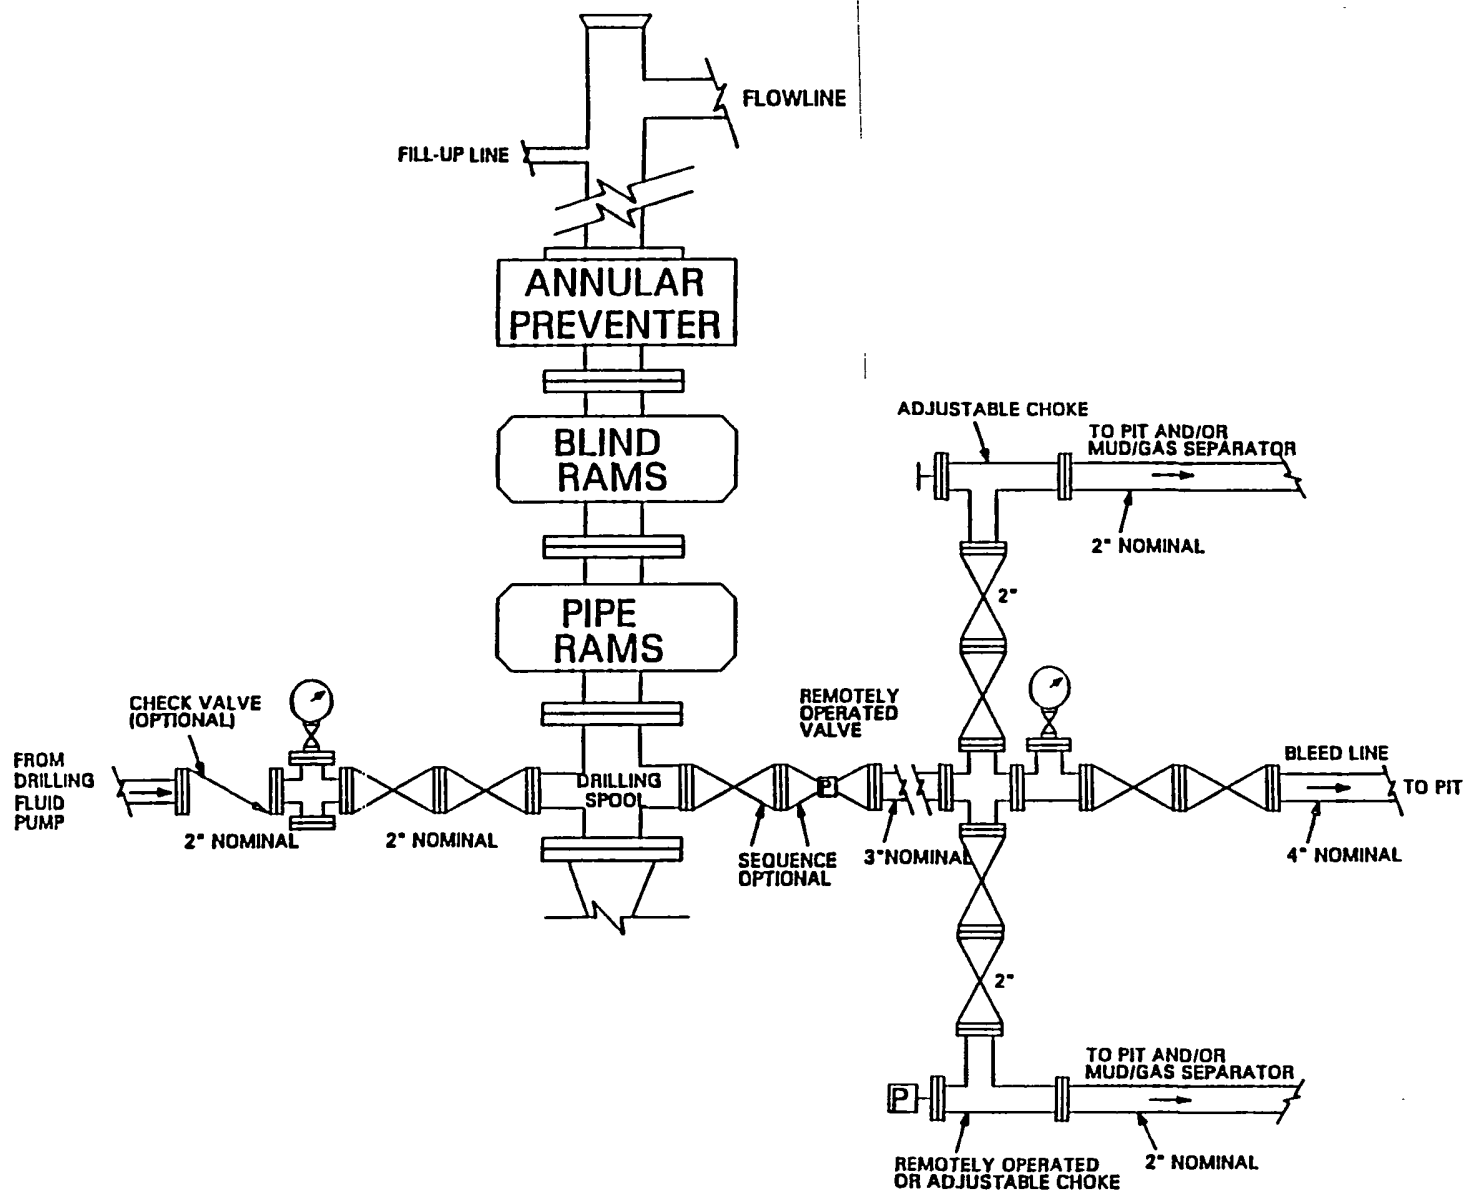 FLOWLINE
FILL-UP LINE
ANNULAR
PREVENTER
BLIND
RAMS
PIPE
RAMS
ADJUSTABLE CHOKE
TO PIT AND/OR
MUD/GAS SEPARATOR
2" NOMINAL
2"
CHECK VALVE
(OPTIONAL)
FROM
DRILLING
FLUID
PUMP
2" NOMINAL
2" NOMINAL
DRILLING
SPOOL
REMOTELY
OPERATED
VALVE
P
SEQUENCE
OPTIONAL
3"NOMINAL
BLEED LINE
TO PIT
4" NOMINAL
2"
TO PIT AND/OR
MUD/GAS SEPARATOR
P
REMOTELY OPERATED
OR ADJUSTABLE CHOKE
2" NOMINAL